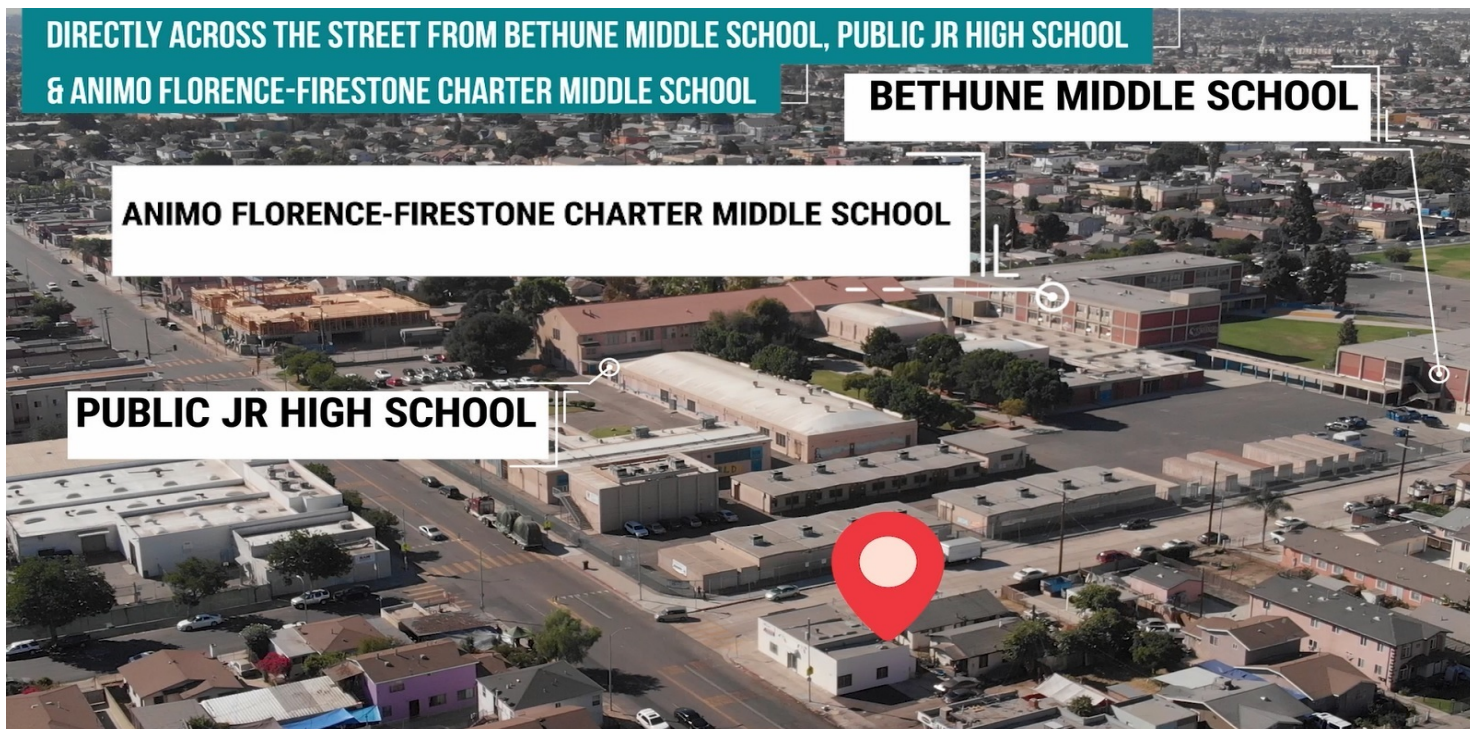 DIRECTLY ACROSS THE STREET FROM BETHUNE MIDDLE SCHOOL, PUBLIC JR HIGH SCHOOL
& ANIMO FLORENCE-FIRESTONE CHARTER MIDDLE SCHOOL
BETHUNE MIDDLE SCHOOL
ANIMO FLORENCE-FIRESTONE CHARTER MIDDLE SCHOOL
PUBLIC JR HIGH SCHOOL